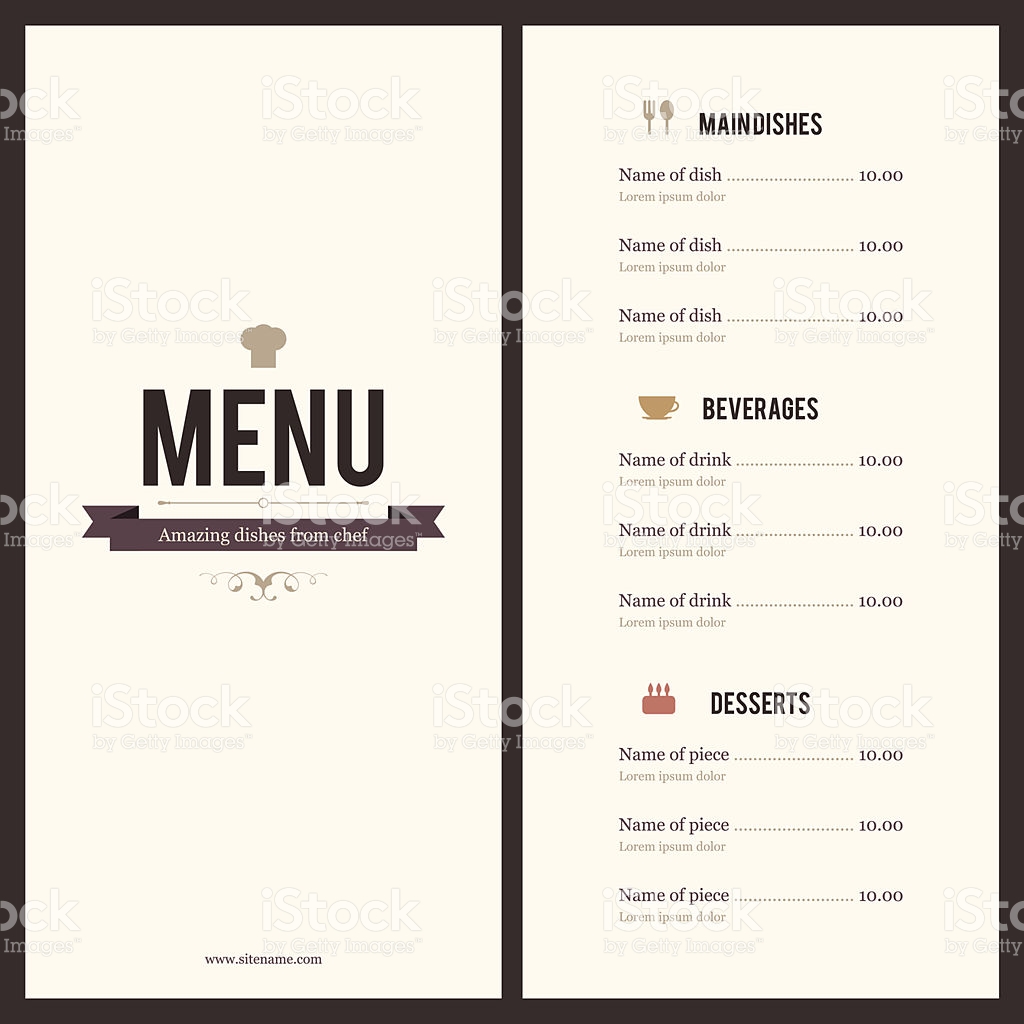 MENU
Amazing dishes from chef
www.sitename.com
MAIN DISHES
Name of dish ........................... 10.00
Lorem ipsum dolor
Name of dish ........................... 10.00
Lorem ipsum dolor
Name of dish ........................... 10.00
Lorem ipsum dolor
BEVERAGES
Name of drink ......................... 10.00
Lorem ipsum dolor
Name of drink ......................... 10.00
Lorem ipsum dolor
Name of drink ......................... 10.00
Lorem ipsum dolor
DESSERTS
Name of piece ......................... 10.00
Lorem ipsum dolor
Name of piece ......................... 10.00
Lorem ipsum dolor
Name of piece ......................... 10.00
Lorem ipsum dolor
iStock
by Getty Images™